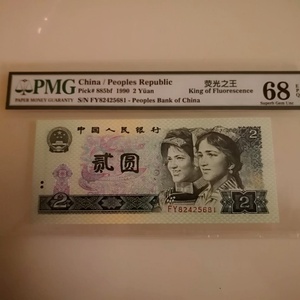 PMG
PAPER MONEY GUARANTY
China / Peoples Republic
Pick# 885bf 1990 2 Yüan
S/N FY82425681 - Peoples Bank of China
荧光之王
King of Fluorescence
68 EPQ
Superb Gem Unc
中国人民银行
贰圆
2
2
FY82425681